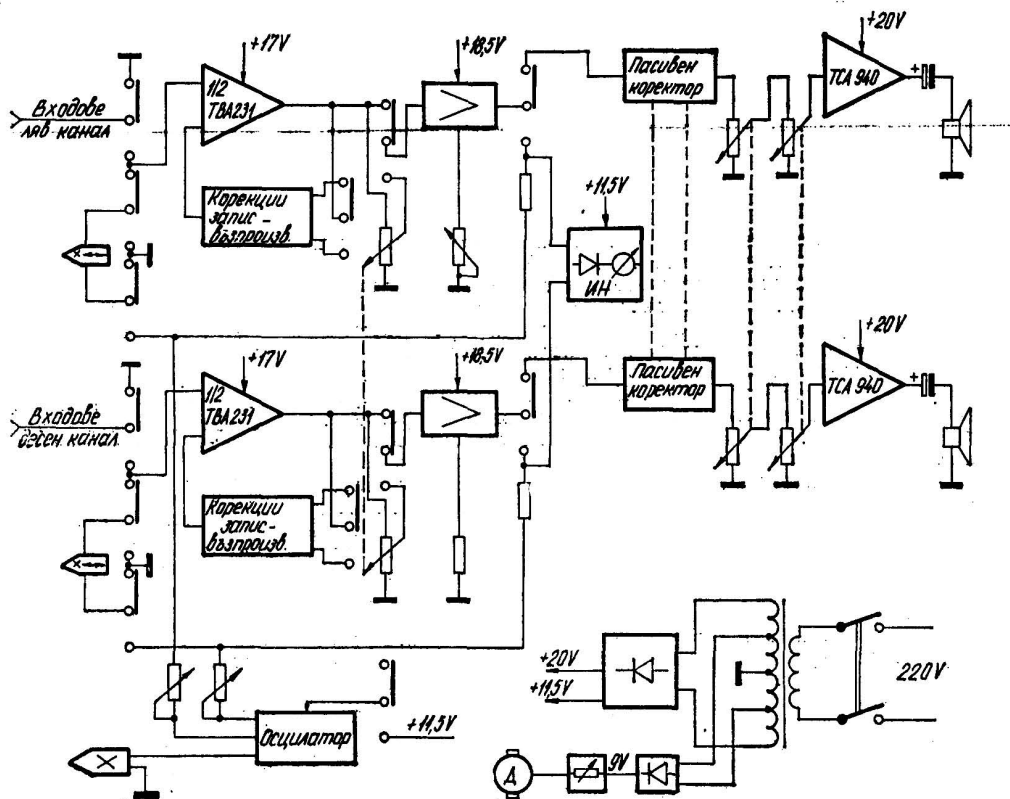 +17V
+18,5V
+20V
Входове
ляв канал
1/2
TBA231
>
Пасивен
коректор
TCA 940
+
Корекции
запис –
възпроизв.
+11,5V
ИН
+17V
+18,5V
+20V
Входове
десен канал
1/2
TBA231
>
Пасивен
коректор
TCA 940
+
Корекции
запис –
възпроизв.
+20V
+11,5V
220V
Осцилатор
+11,5V
Д
9V